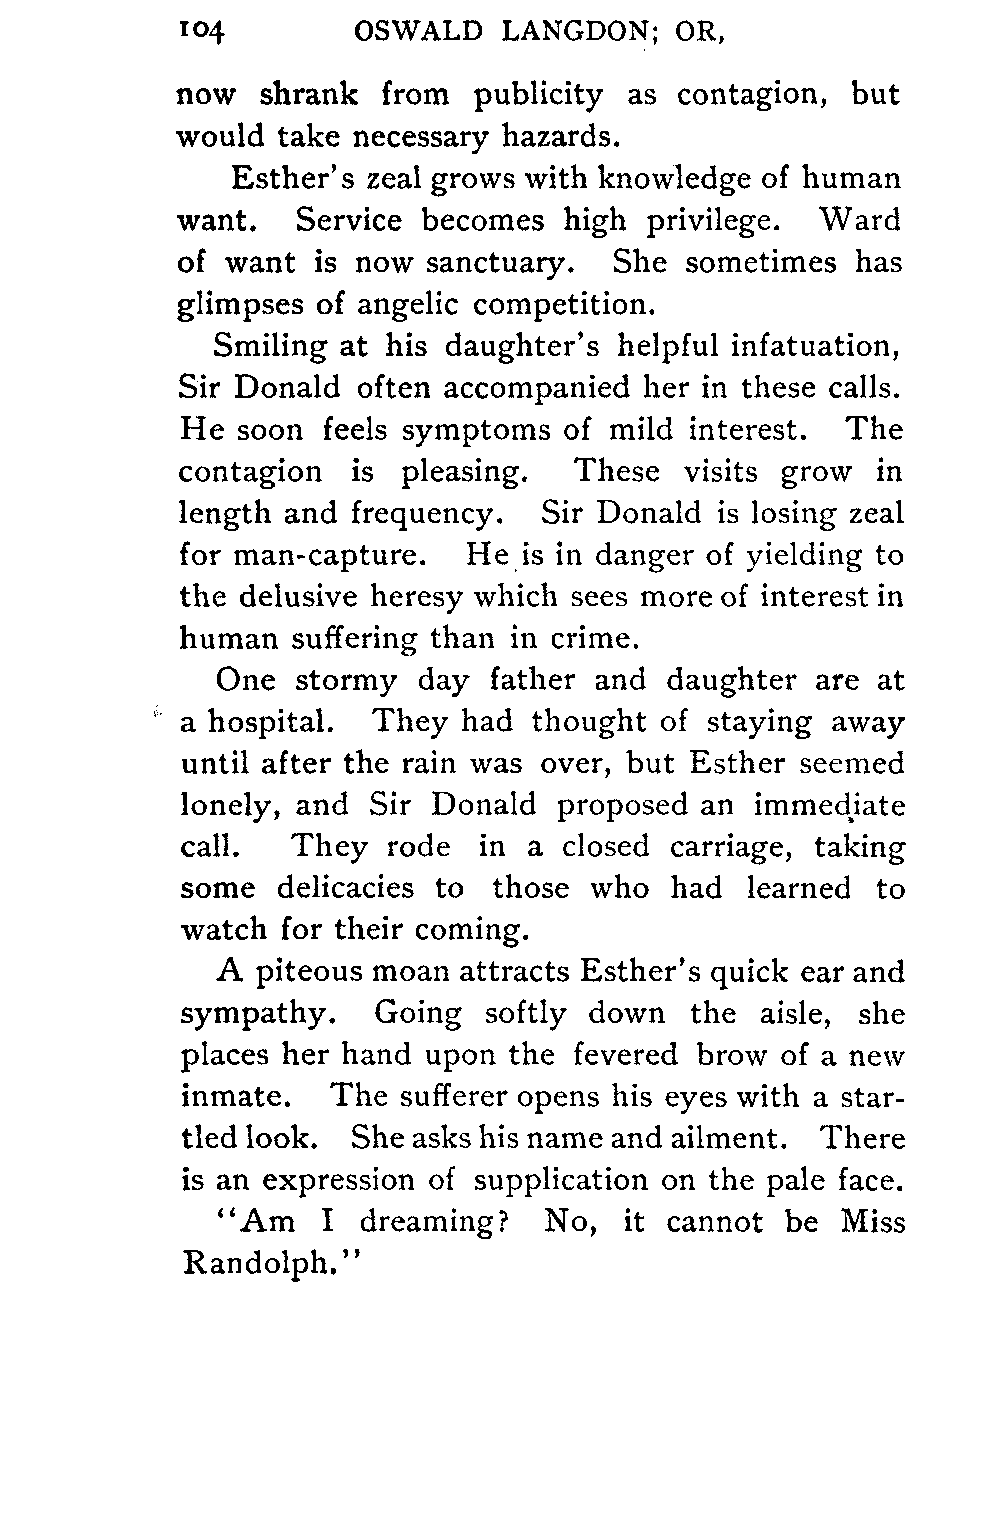 104 OSWALD LANGDON; OR,
now shrank from publicity as contagion, but
would take necessary hazards.
Esther's zeal grows with knowledge of human
want. Service becomes high privilege. Ward
of want is now sanctuary. She sometimes has
glimpses of angelic competition.
Smiling at his daughter's helpful infatuation,
Sir Donald often accompanied her in these calls.
He soon feels symptoms of mild interest. The
contagion is pleasing. These visits grow in
length and frequency. Sir Donald is losing zeal
for man-capture. He is in danger of yielding to
the delusive heresy which sees more of interest in
human suffering than in crime.
One stormy day father and daughter are at
a hospital. They had thought of staying away
until after the rain was over, but Esther seemed
lonely, and Sir Donald proposed an immediate
call. They rode in a closed carriage, taking
some delicacies to those who had learned to
watch for their coming.
A piteous moan attracts Esther's quick ear and
sympathy. Going softly down the aisle, she
places her hand upon the fevered brow of a new
inmate. The sufferer opens his eyes with a star-
tled look. She asks his name and ailment. There
is an expression of supplication on the pale face.
"Am I dreaming? No, it cannot be Miss
Randolph."